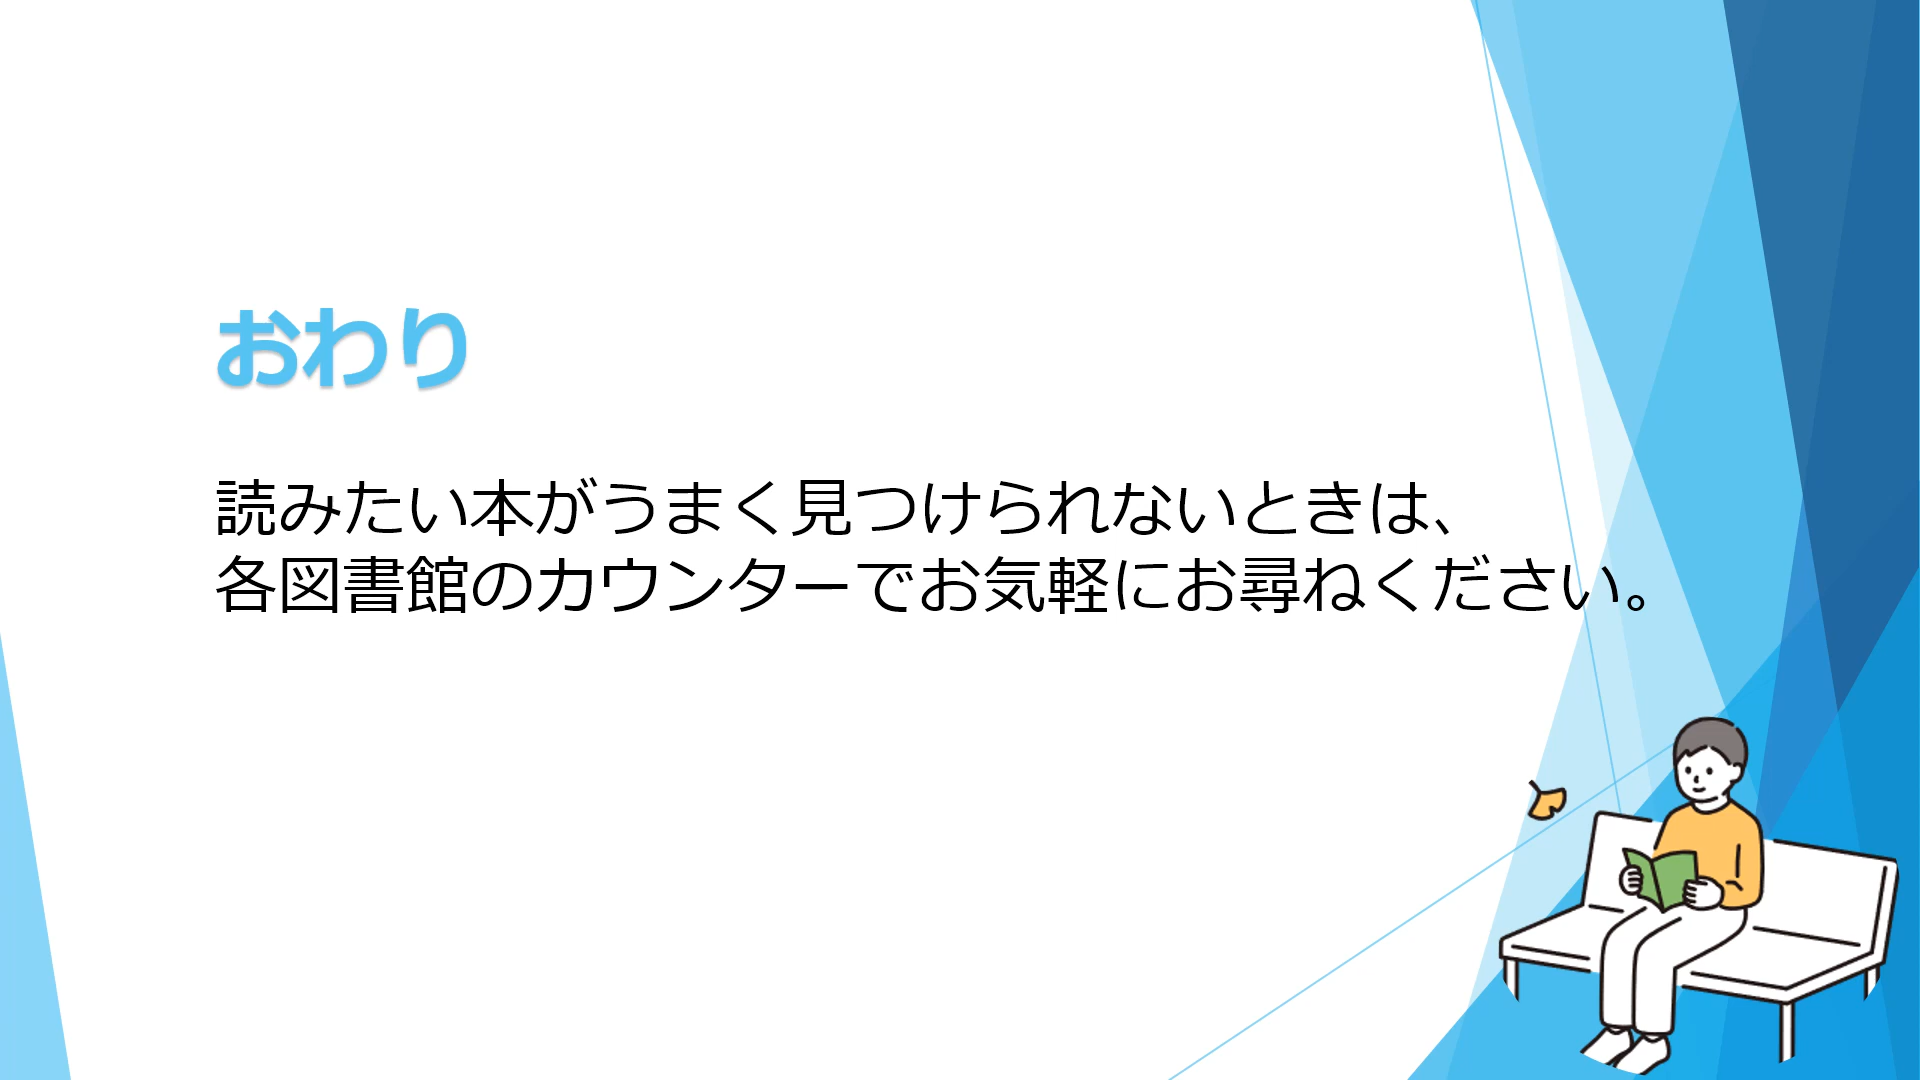 おわり
読みたい本がうまく見つけられないときは、
各図書館のカウンターでお気軽にお尋ねください。